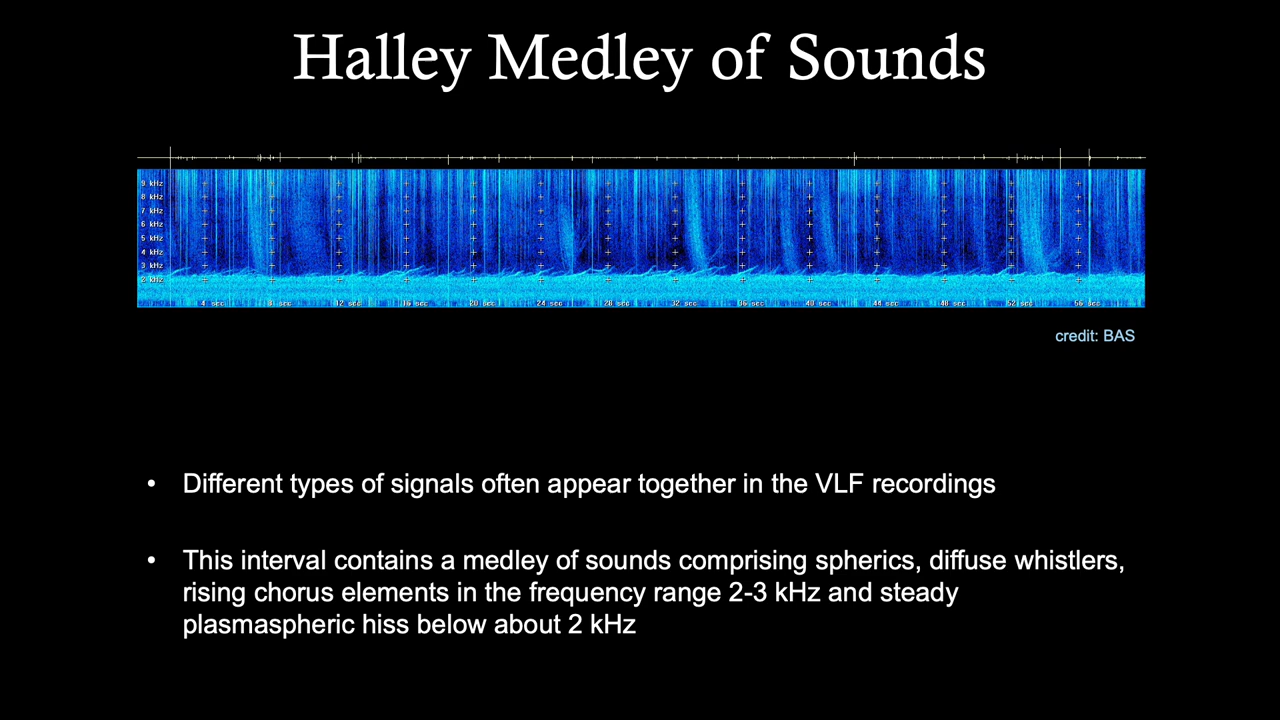 Halley Medley of Sounds
9 kHz
8 kHz
7 kHz
6 kHz
5 kHz
4 kHz
3 kHz
2 kHz
4 sec 8 sec 12 sec 16 sec 20 sec 24 sec 28 sec 32 sec 36 sec 40 sec 44 sec 48 sec 52 sec 56 sec
credit: BAS
• Different types of signals often appear together in the VLF recordings
• This interval contains a medley of sounds comprising spherics, diffuse whistlers,
rising chorus elements in the frequency range 2-3 kHz and steady
plasmaspheric hiss below about 2 kHz